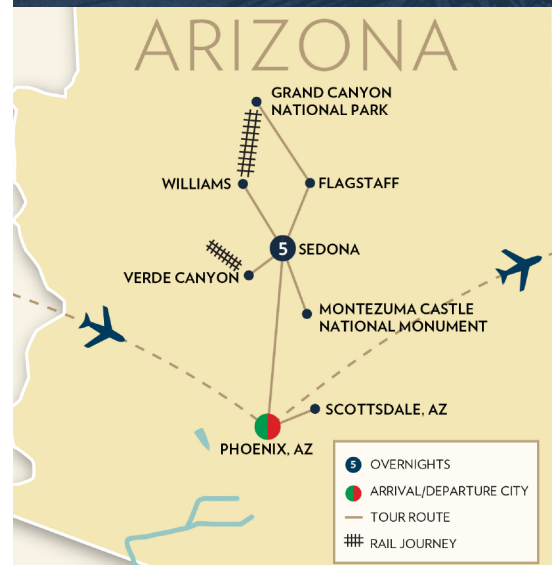 ARIZONA
GRAND CANYON
NATIONAL PARK
WILLIAMS
FLAGSTAFF
5 SEDONA
VERDE CANYON
MONTEZUMA CASTLE
NATIONAL MONUMENT
SCOTTSDALE, AZ
PHOENIX, AZ
5 OVERNIGHTS
ARRIVAL/DEPARTURE CITY
TOUR ROUTE
RAIL JOURNEY